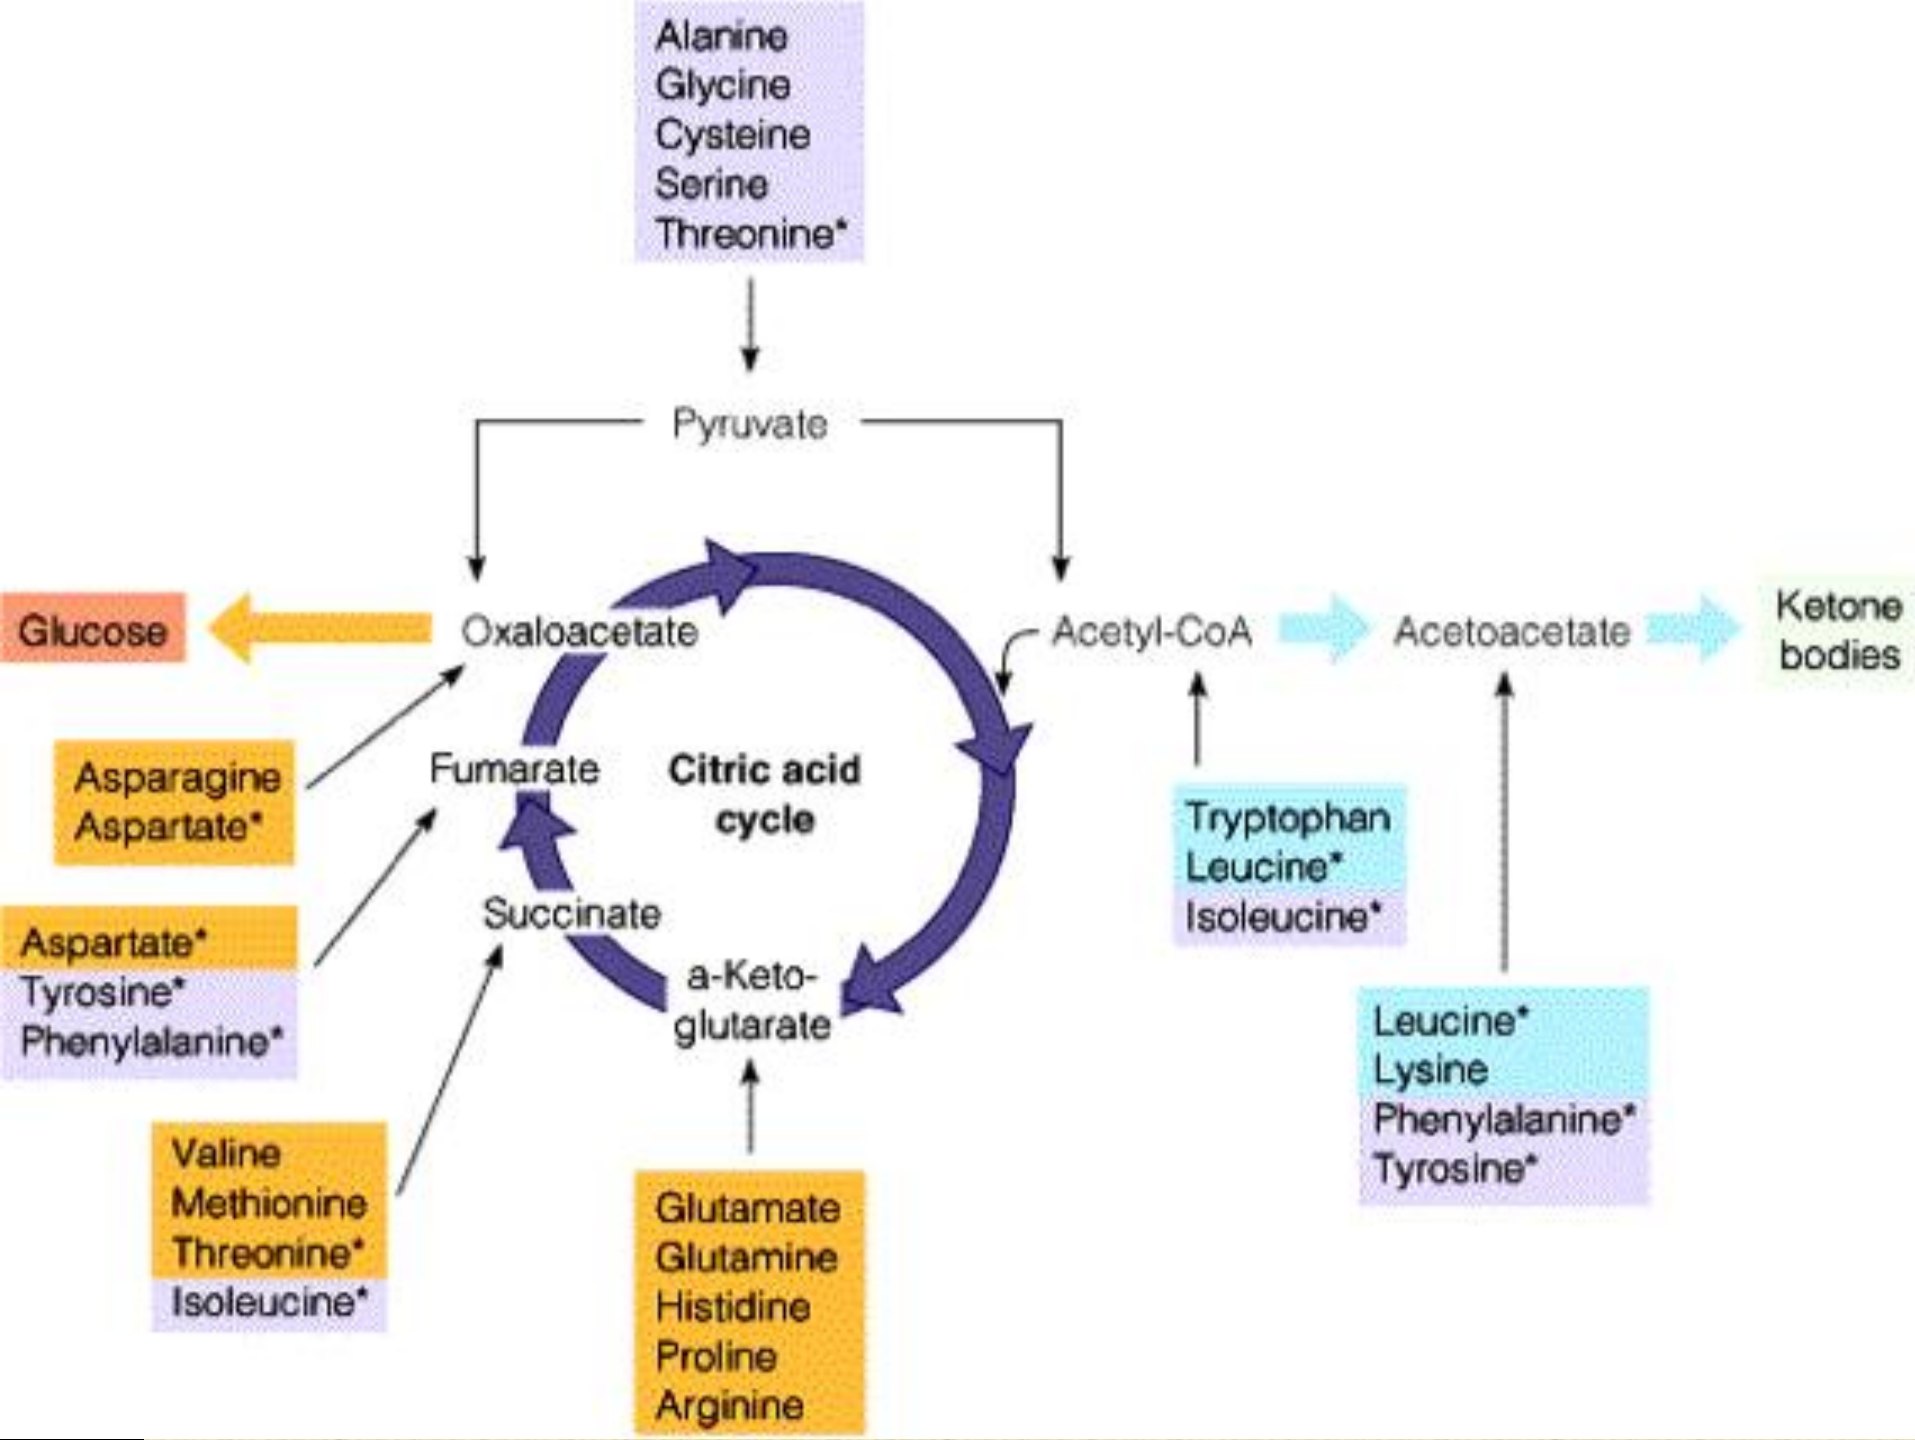 Alanine
Glycine
Cysteine
Serine
Threonine*
Pyruvate
Glucose
Oxaloacetate
Acetyl-CoA
Acetoacetate
Ketone
bodies
Asparagine
Aspartate*
Fumarate
Citric acid
cycle
Tryptophan
Leucine*
Isoleucine*
Aspartate*
Tyrosine*
Phenylalanine*
Succinate
a-Keto-
glutarate
Leucine*
Lysine
Phenylalanine*
Tyrosine*
Valine
Methionine
Threonine*
Isoleucine*
Glutamate
Glutamine
Histidine
Proline
Arginine